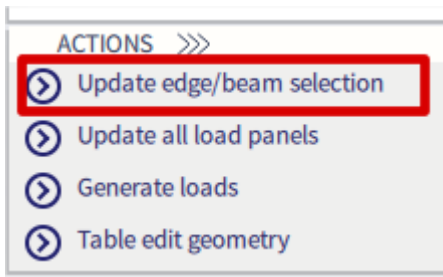 ACTIONS >>>
Update edge/beam selection
Update all load panels
Generate loads
Table edit geometry